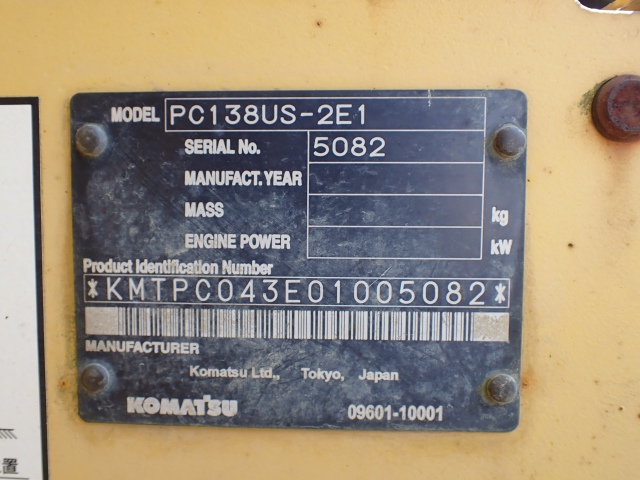 MODEL PC138US-2E1
SERIAL No. 5082
MANUFACT. YEAR
MASS kg
ENGINE POWER kW
Product Identification Number
*KMTPC043E01005082*
MANUFACTURER
Komatsu Ltd., Tokyo, Japan
KOMATSU 09601-10001
置